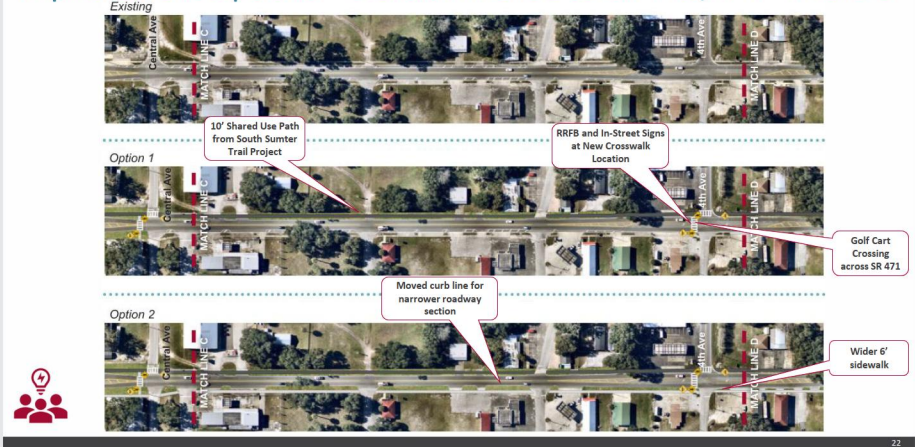 Existing
Central Ave
MATCH LINE C
4th Ave
MATCH LINE D
10' Shared Use Path
from South Sumter
Trail Project
RRFB and In-Street Signs
at New Crosswalk
Location
Option 1
Central Ave
MATCH LINE C
4th Ave
MATCH LINE D
Golf Cart
Crossing
across SR 471
Moved curb line for
narrower roadway
section
Option 2
Central Ave
MATCH LINE C
4th Ave
MATCH LINE D
Wider 6'
sidewalk
22